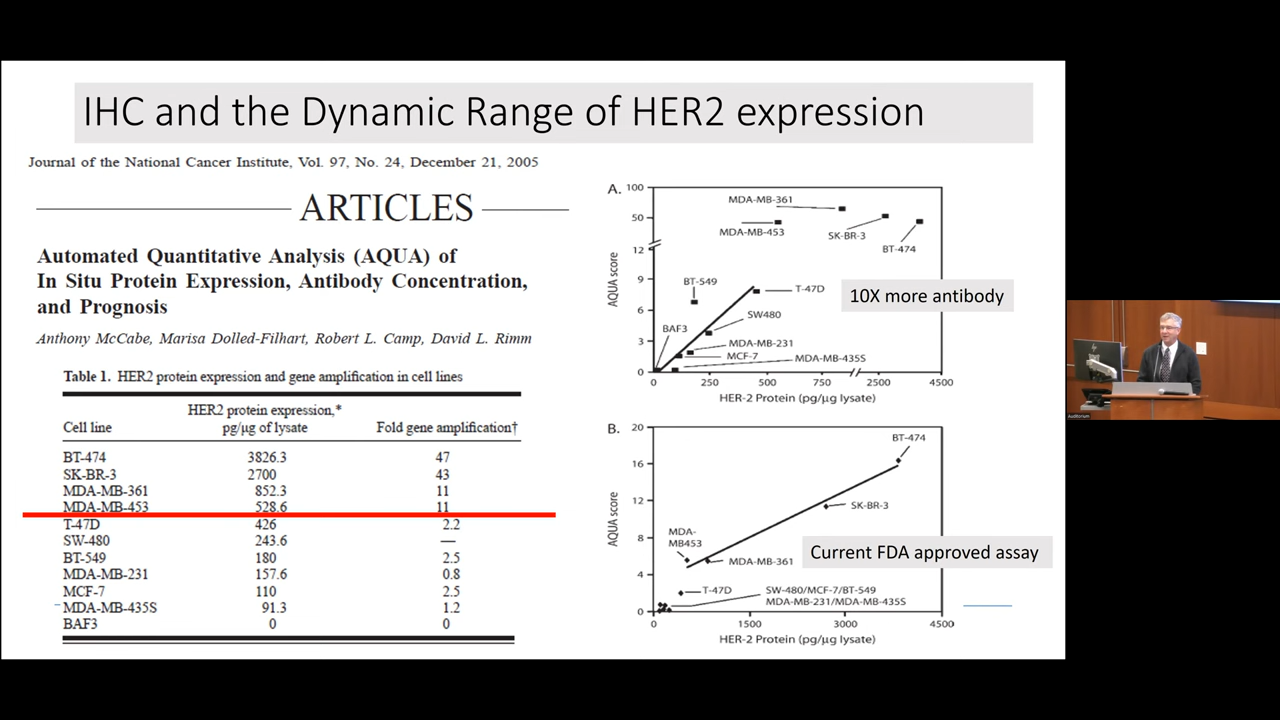 IHC and the Dynamic Range of HER2 expression
Journal of the National Cancer Institute, Vol. 97, No. 24, December 21, 2005
ARTICLES
Automated Quantitative Analysis (AQUA) of
In Situ Protein Expression, Antibody Concentration,
and Prognosis
Anthony McCabe, Marisa Dolled-Filhart, Robert L. Camp, David L. Rimm
Table 1. HER2 protein expression and gene amplification in cell lines
HER2 protein expression,*
Cell line pg/μg of lysate Fold gene amplification†
BT-474 3826.3 47
SK-BR-3 2700 43
MDA-MB-361 852.3 11
MDA-MB-453 528.6 11
T-47D 426 2.2
SW-480 243.6 —
BT-549 180 2.5
MDA-MB-231 157.6 0.8
MCF-7 110 2.5
MDA-MB-435S 91.3 1.2
BAF3 0 0
A.
100
50
12
9
6
3
0
AQUA score
MDA-MB-361
MDA-MB-453
SK-BR-3
BT-474
BT-549
T-47D
SW480
BAF3
MDA-MB-231
MCF-7
MDA-MB-435S
0 250 500 750 2500 4500
HER-2 Protein (pg/μg lysate)
10X more antibody
B.
20
16
12
8
4
0
AQUA score
BT-474
SK-BR-3
MDA-
MB453
MDA-MB-361
T-47D
SW-480/MCF-7/BT-549
MDA-MB-231/MDA-MB-435S
0 1500 3000 4500
HER-2 Protein (pg/μg lysate)
Current FDA approved assay
Auditorium